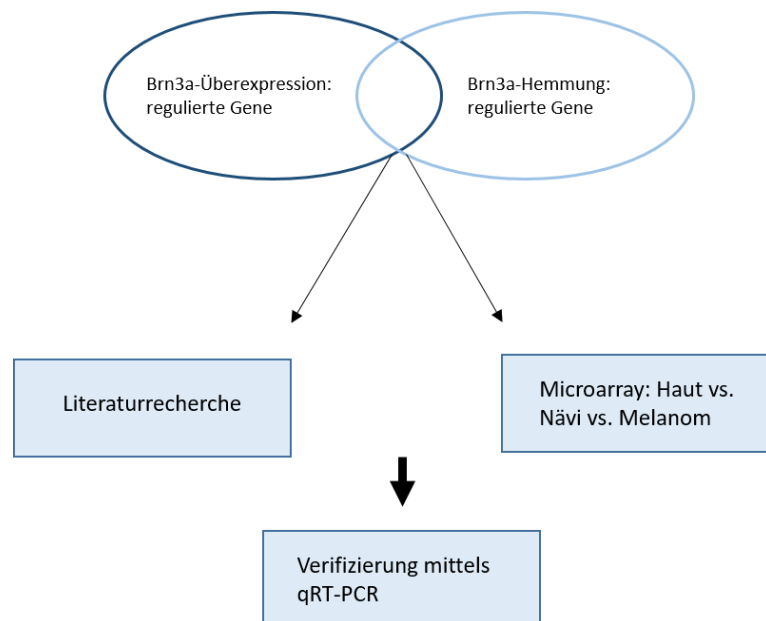 Brn3a-Überexpression:
regulierte Gene
Brn3a-Hemmung:
regulierte Gene
Literaturrecherche
Microarray: Haut vs.
Nävi vs. Melanom
Verifizierung mittels
qRT-PCR